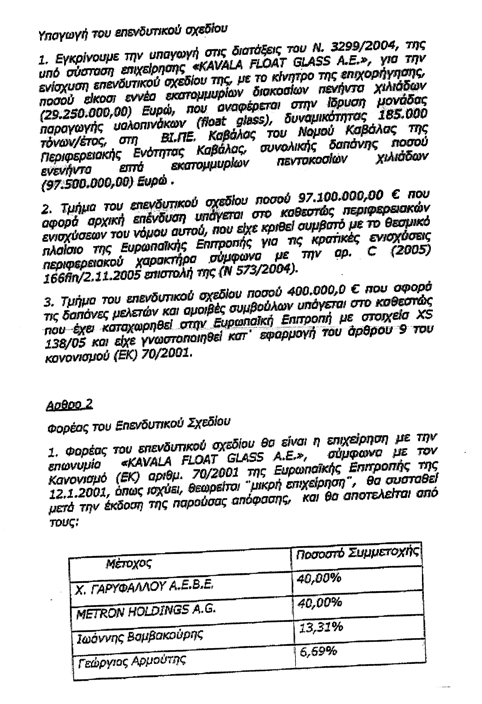 Υπαγωγή του επενδυτικού σχεδίου
1. Εγκρίνουμε την υπαγωγή στις διατάξεις του Ν. 3299/2004, της
υπό σύσταση επιχείρησης «KAVALA FLOAT GLASS A.E.», για την
ενίσχυση επενδυτικού σχεδίου της, με το κίνητρο της επιχορήγησης,
ποσού είκοσι εννέα εκατομμυρίων διακοσίων πενήντα χιλιάδων
(29.250.000,00) Ευρώ, που αναφέρεται στην ίδρυση μονάδας
παραγωγής υαλοπινάκων (float glass), δυναμικότητας 185.000
τόνων/έτος, στη ΒΙ.ΠΕ. Καβάλας του Νομού Καβάλας της
Περιφερειακής Ενότητας Καβάλας, συνολικής δαπάνης ποσού
ενενήντα επτά εκατομμυρίων πεντακοσίων χιλιάδων
(97.500.000,00) Ευρώ .
2. Τμήμα του επενδυτικού σχεδίου ποσού 97.100.000,00 € που
αφορά αρχική επένδυση υπάγεται στο καθεστώς περιφερειακών
ενισχύσεων του νόμου αυτού, που είχε κριθεί συμβατό με το θεσμικό
πλαίσιο της Ευρωπαϊκής Επιτροπής για τις κρατικές ενισχύσεις
περιφερειακού χαρακτήρα σύμφωνα με την αρ. C (2005)
166fin/2.11.2005 επιστολή της (N 573/2004).
3. Τμήμα του επενδυτικού σχεδίου ποσού 400.000,0 € που αφορά
τις δαπάνες μελετών και αμοιβές συμβούλων υπάγεται στο καθεστώς
που έχει καταχωρηθεί στην Ευρωπαϊκή Επιτροπή με στοιχεία XS
138/05 και είχε γνωστοποιηθεί κατ΄ εφαρμογή του άρθρου 9 του
κανονισμού (ΕΚ) 70/2001.
Αρθρο 2
Φορέας του Επενδυτικού Σχεδίου
1. Φορέας του επενδυτικού σχεδίου θα είναι η επιχείρηση με την
επωνυμία «KAVALA FLOAT GLASS A.E.», σύμφωνα με τον
Κανονισμό (ΕΚ) αριθμ. 70/2001 της Ευρωπαϊκής Επιτροπής της
12.1.2001, όπως ισχύει, θεωρείται "μικρή επιχείρηση", θα συσταθεί
μετά την έκδοση της παρούσας απόφασης, και θα αποτελείται από
τους:
Μέτοχος Ποσοστό Συμμετοχής
Χ. ΓΑΡΥΦΑΛΛΟΥ Α.Ε.Β.Ε. 40,00%
METRON HOLDINGS A.G. 40,00%
Ιωάννης Βαμβακούρης 13,31%
Γεώργιος Αρμούτης 6,69%